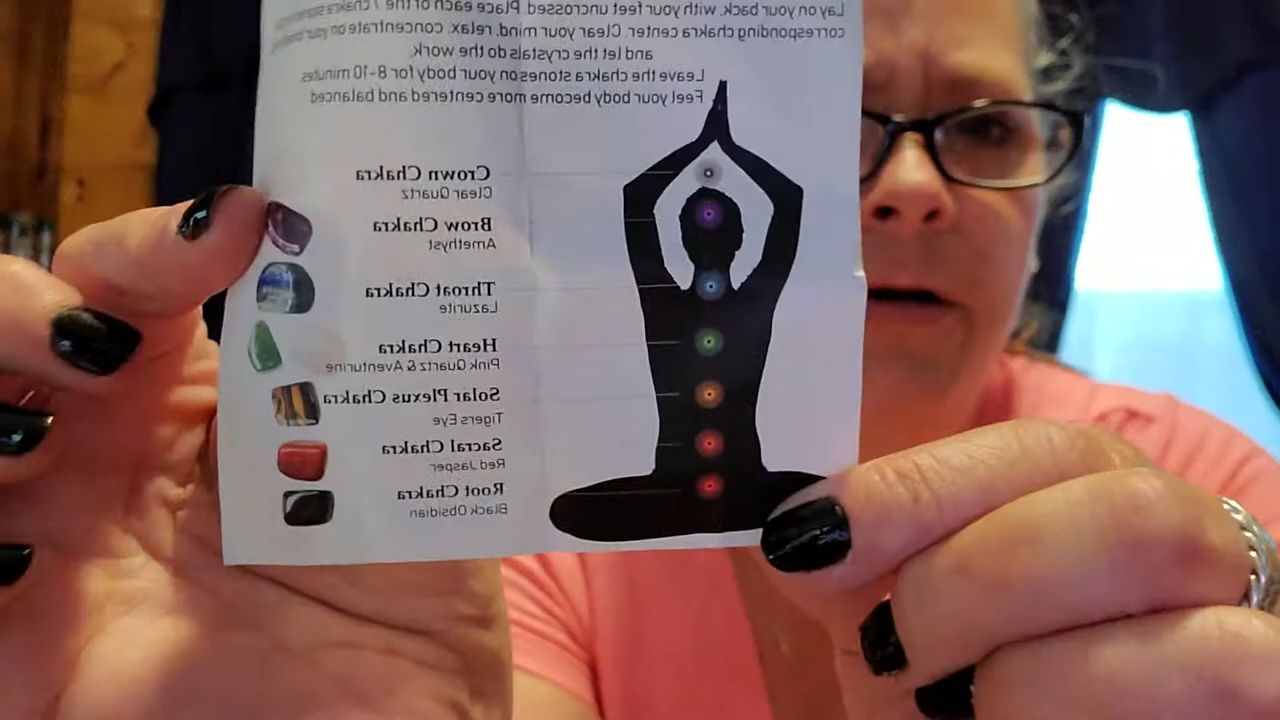 Lay on your back, with your feet uncrossed. Place each of the 7 chakra
corresponding chakra center. Clear your mind, relax, concentrate on your
and let the crystals do the work.
Leave the chakra stones on your body for 8-10 minutes.
Feel your body become more centered and balanced
Crown Chakra
Clear Quartz
Brow Chakra
Amethyst
Throat Chakra
Lazurite
Heart Chakra
Pink Quartz & Aventurine
Solar Plexus Chakra
Tigers Eye
Sacral Chakra
Red Jasper
Root Chakra
Black Obsidian